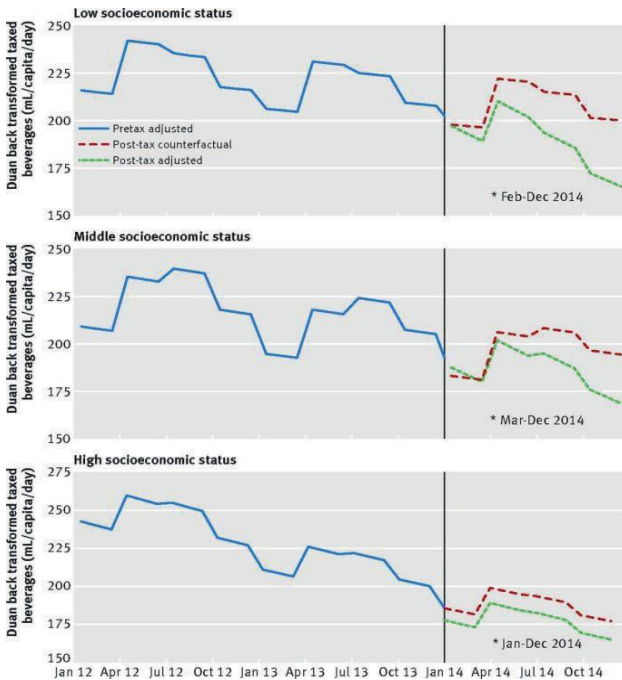 Low socioeconomic status
Duan back transformed taxed
beverages (mL/capita/day)
250
225
200
175
150
Pretax adjusted
Post-tax counterfactual
Post-tax adjusted
* Feb-Dec 2014
Middle socioeconomic status
Duan back transformed taxed
beverages (mL/capita/day)
250
225
200
175
150
* Mar-Dec 2014
High socioeconomic status
Duan back transformed taxed
beverages (mL/capita/day)
275
250
225
200
175
150
* Jan-Dec 2014
Jan 12 Apr 12 Jul 12 Oct 12 Jan 13 Apr 13 Jul 13 Oct 13 Jan 14 Apr 14 Jul 14 Oct 14